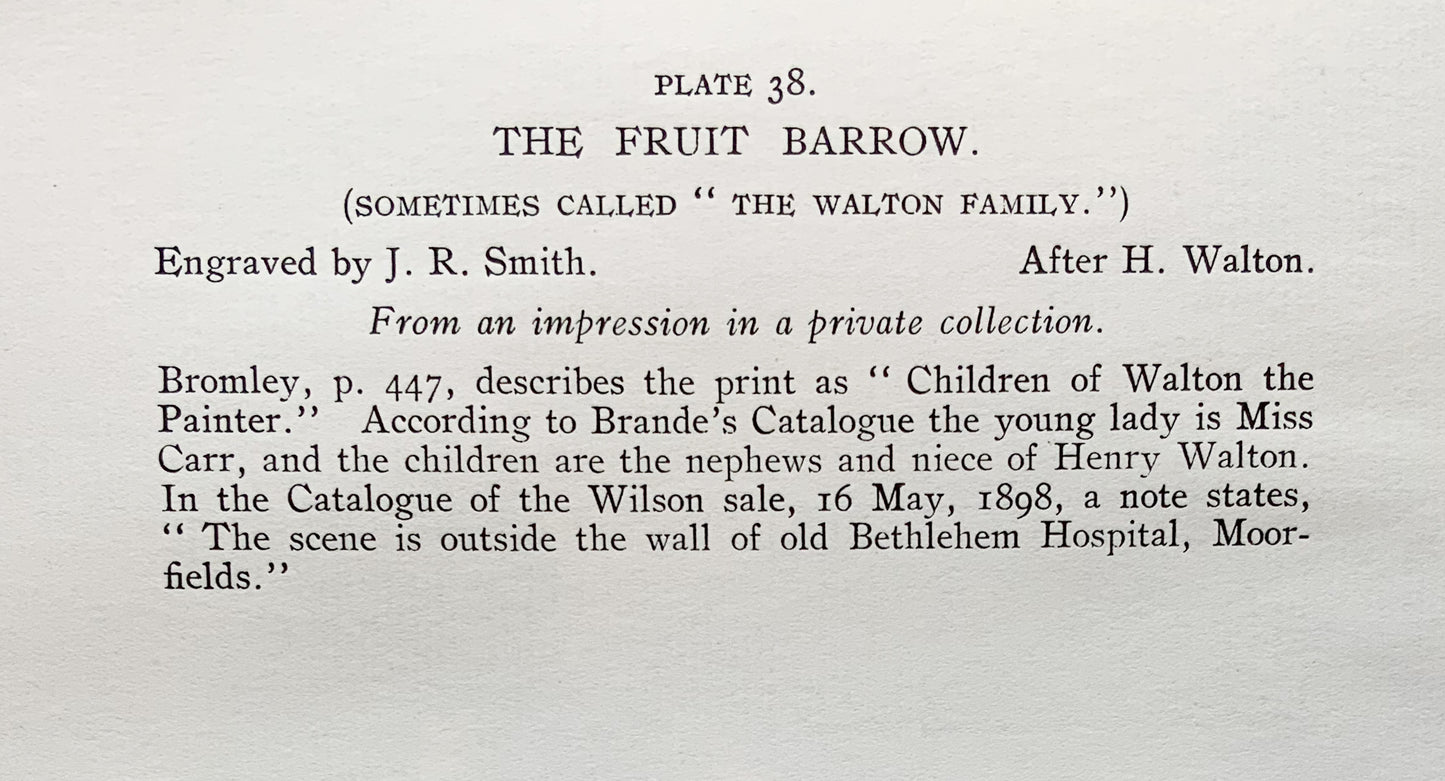 PLATE 38.
THE FRUIT BARROW.
(SOMETIMES CALLED “ THE WALTON FAMILY.”)
Engraved by J. R. Smith. After H. Walton.
From an impression in a private collection.
Bromley, p. 447, describes the print as “ Children of Walton the
Painter.” According to Brande’s Catalogue the young lady is Miss
Carr, and the children are the nephews and niece of Henry Walton.
In the Catalogue of the Wilson sale, 16 May, 1898, a note states,
“ The scene is outside the wall of old Bethlehem Hospital, Moor-
fields.”